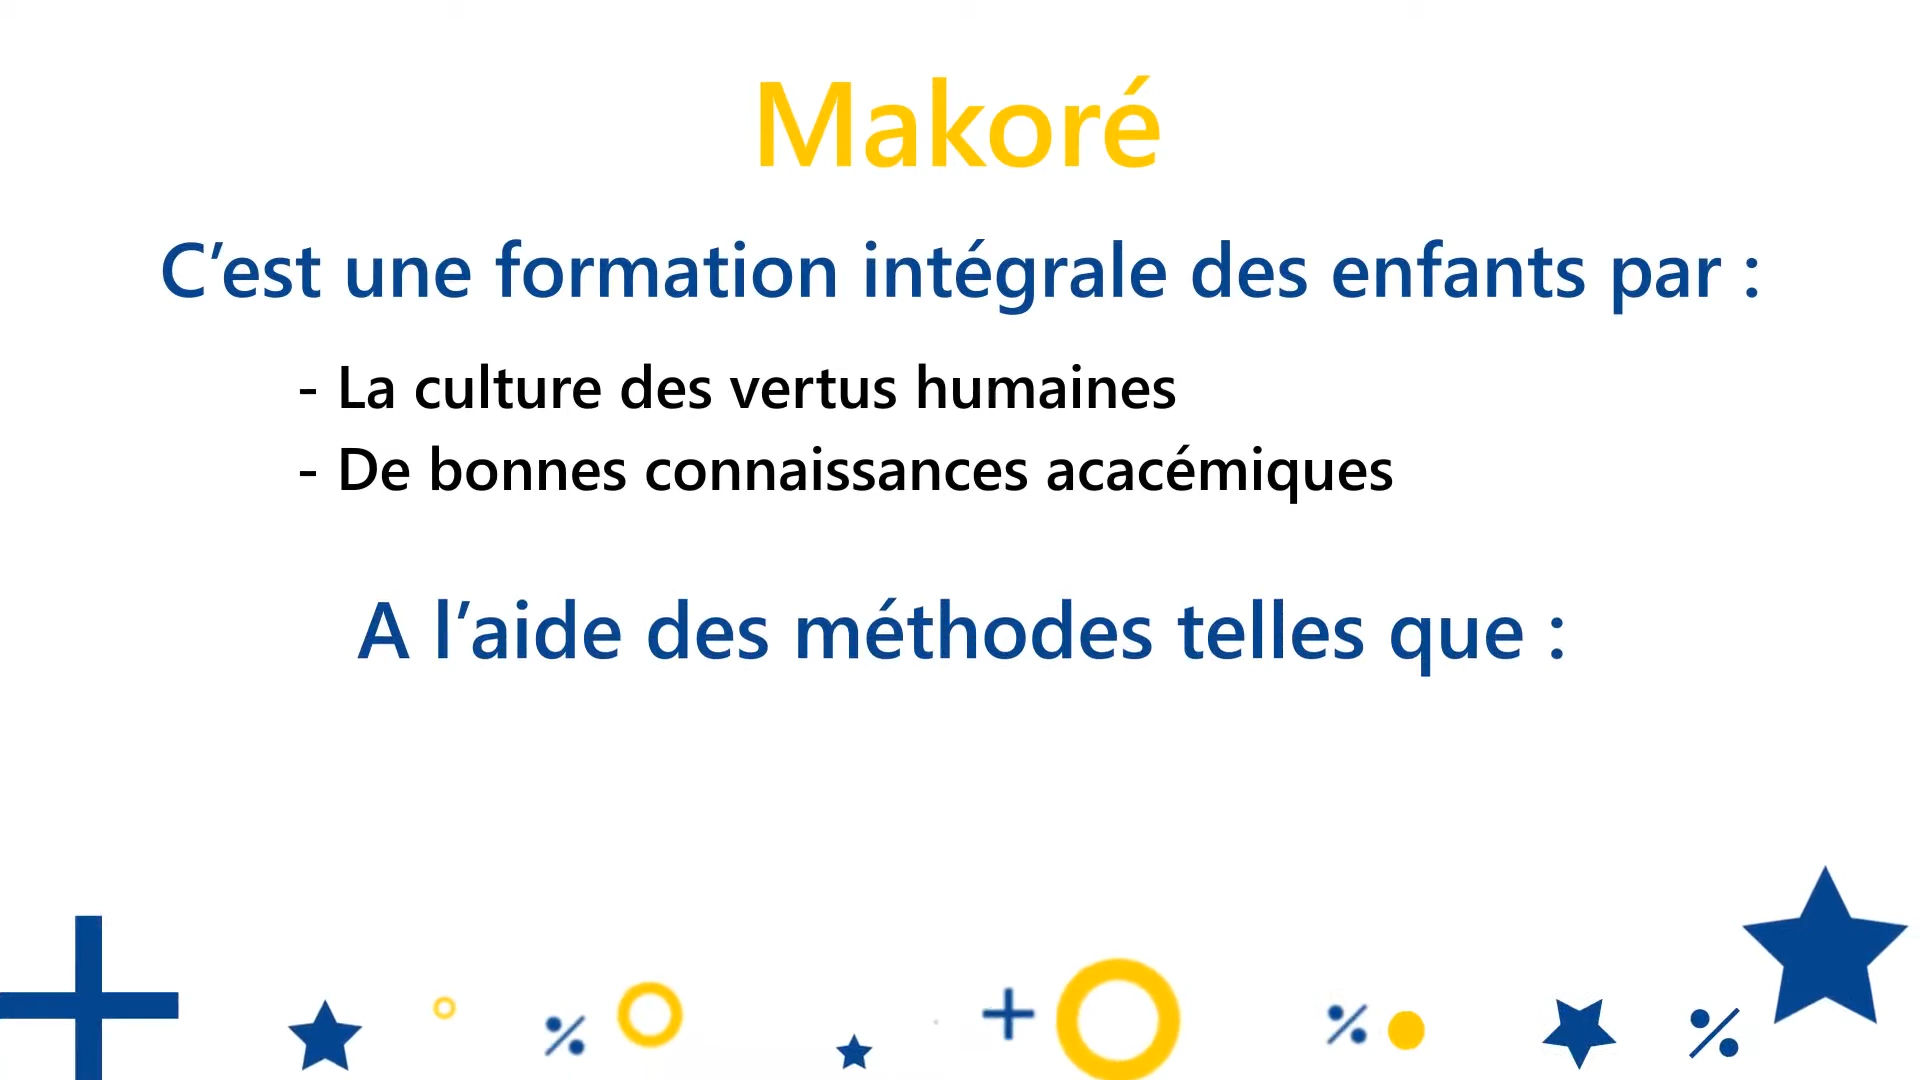 Makoré
C’est une formation intégrale des enfants par :
- La culture des vertus humaines
- De bonnes connaissances acacémiques
A l’aide des méthodes telles que :